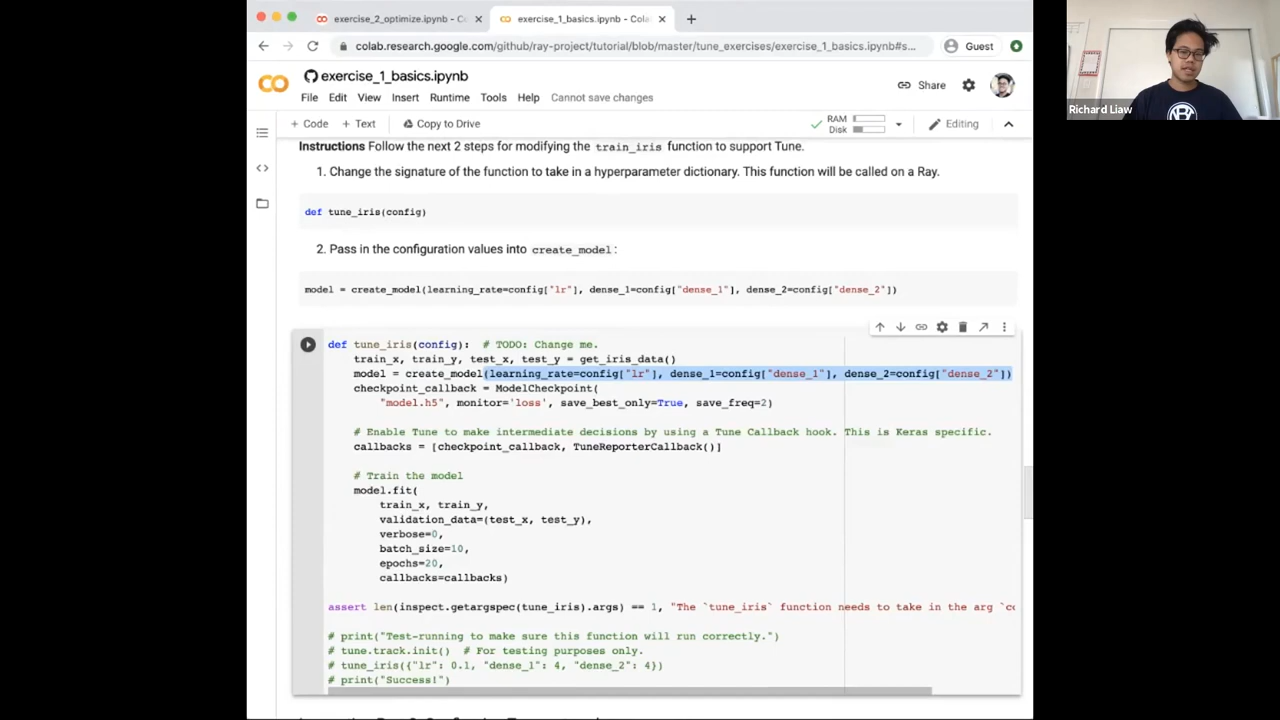 exercise_2_optimize.ipynb - Co
exercise_1_basics.ipynb - Cola
colab.research.google.com/github/ray-project/tutorial/blob/master/tune_exercises/exercise_1_basics.ipynb#s...
Guest
exercise_1_basics.ipynb
Share
File Edit View Insert Runtime Tools Help Cannot save changes
+ Code + Text Copy to Drive
RAM
Disk
Editing
Richard Liaw
Instructions Follow the next 2 steps for modifying the train_iris function to support Tune.
1. Change the signature of the function to take in a hyperparameter dictionary. This function will be called on a Ray.
def tune_iris(config)
2. Pass in the configuration values into create_model:
model = create_model(learning_rate=config["lr"], dense_1=config["dense_1"], dense_2=config["dense_2"])
def tune_iris(config): # TODO: Change me.
train_x, train_y, test_x, test_y = get_iris_data()
model = create_model(learning_rate=config["lr"], dense_1=config["dense_1"], dense_2=config["dense_2"])
checkpoint_callback = ModelCheckpoint(
"model.h5", monitor='loss', save_best_only=True, save_freq=2)
# Enable Tune to make intermediate decisions by using a Tune Callback hook. This is Keras specific.
callbacks = [checkpoint_callback, TuneReporterCallback()]
# Train the model
model.fit(
train_x, train_y,
validation_data=(test_x, test_y),
verbose=0,
batch_size=10,
epochs=20,
callbacks=callbacks)
assert len(inspect.getargspec(tune_iris).args) == 1, "The `tune_iris` function needs to take in the arg `co
# print("Test-running to make sure this function will run correctly.")
# tune.track.init() # For testing purposes only.
# tune_iris({"lr": 0.1, "dense_1": 4, "dense_2": 4})
# print("Success!")